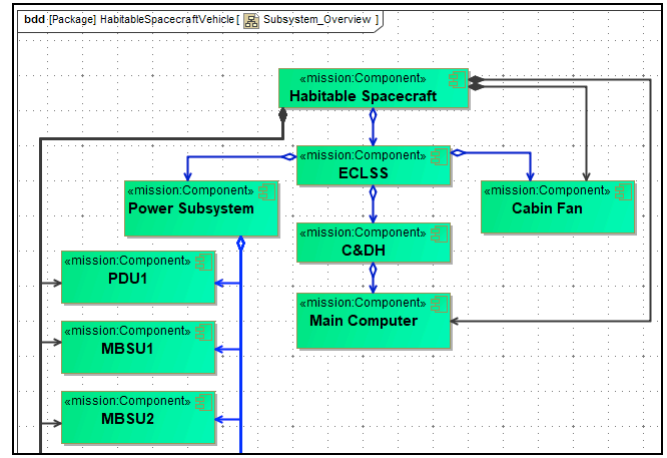 bdd [Package] HabitableSpacecraftVehicle [ Subsystem_Overview ]
«mission:Component»
Habitable Spacecraft
«mission:Component»
ECLSS
«mission:Component»
Power Subsystem
«mission:Component»
Cabin Fan
«mission:Component»
C&DH
«mission:Component»
PDU1
«mission:Component»
Main Computer
«mission:Component»
MBSU1
«mission:Component»
MBSU2